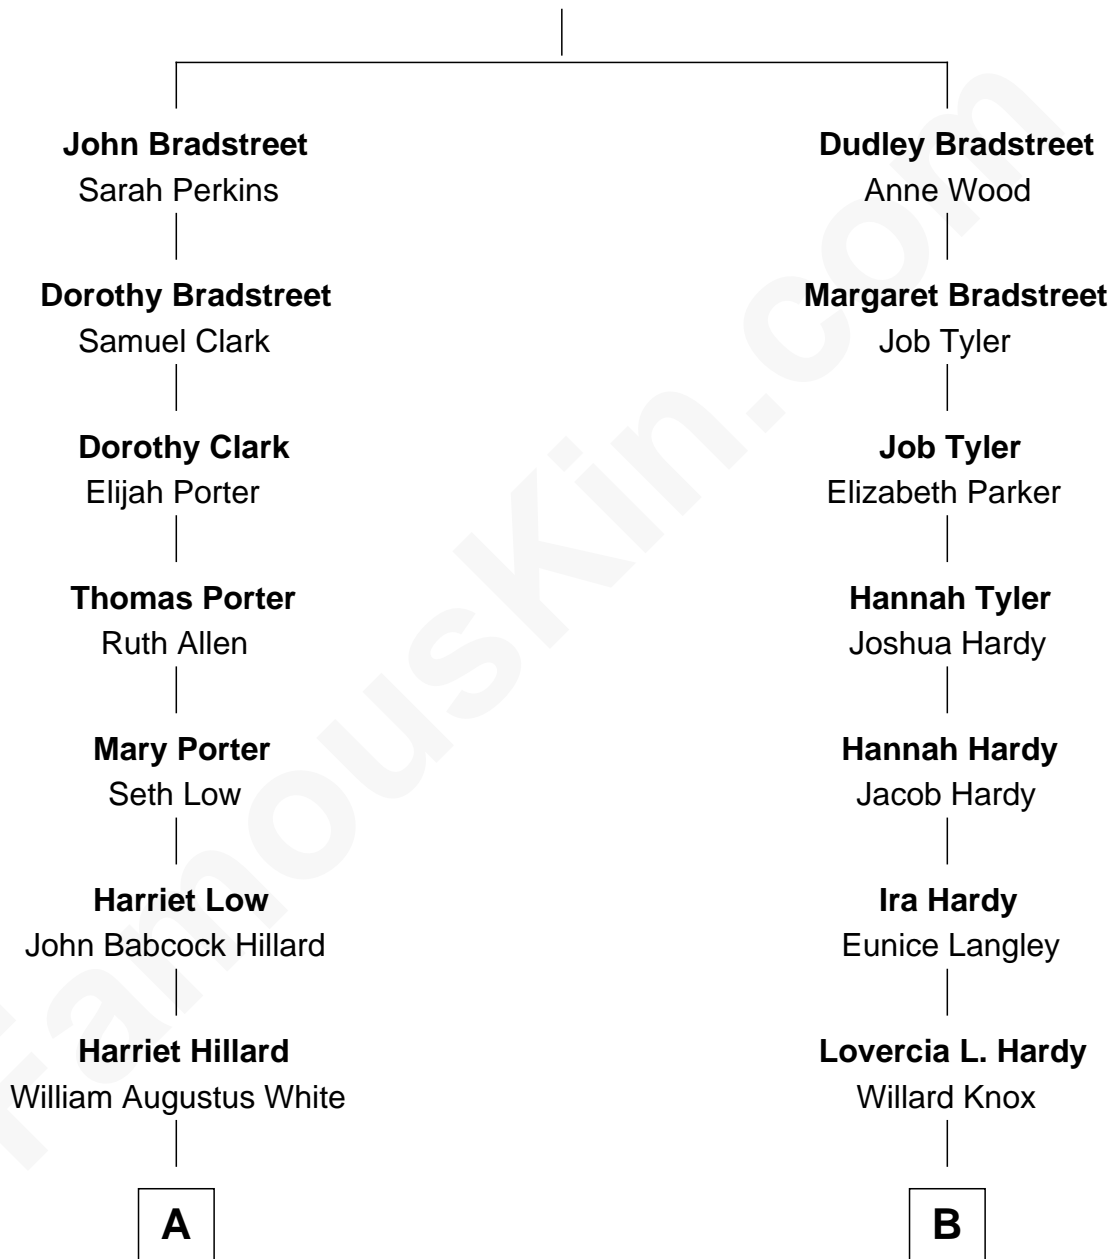 John Bradstreet
Sarah Perkins
Dorothy Bradstreet
Samuel Clark
Dorothy Clark
Elijah Porter
Thomas Porter
Ruth Allen
Mary Porter
Seth Low
Harriet Low
John Babcock Hillard
Harriet Hillard
William Augustus White
A
Dudley Bradstreet
Anne Wood
Margaret Bradstreet
Job Tyler
Job Tyler
Elizabeth Parker
Hannah Tyler
Joshua Hardy
Hannah Hardy
Jacob Hardy
Ira Hardy
Eunice Langley
Lovercia L. Hardy
Willard Knox
B
FamousKin.com